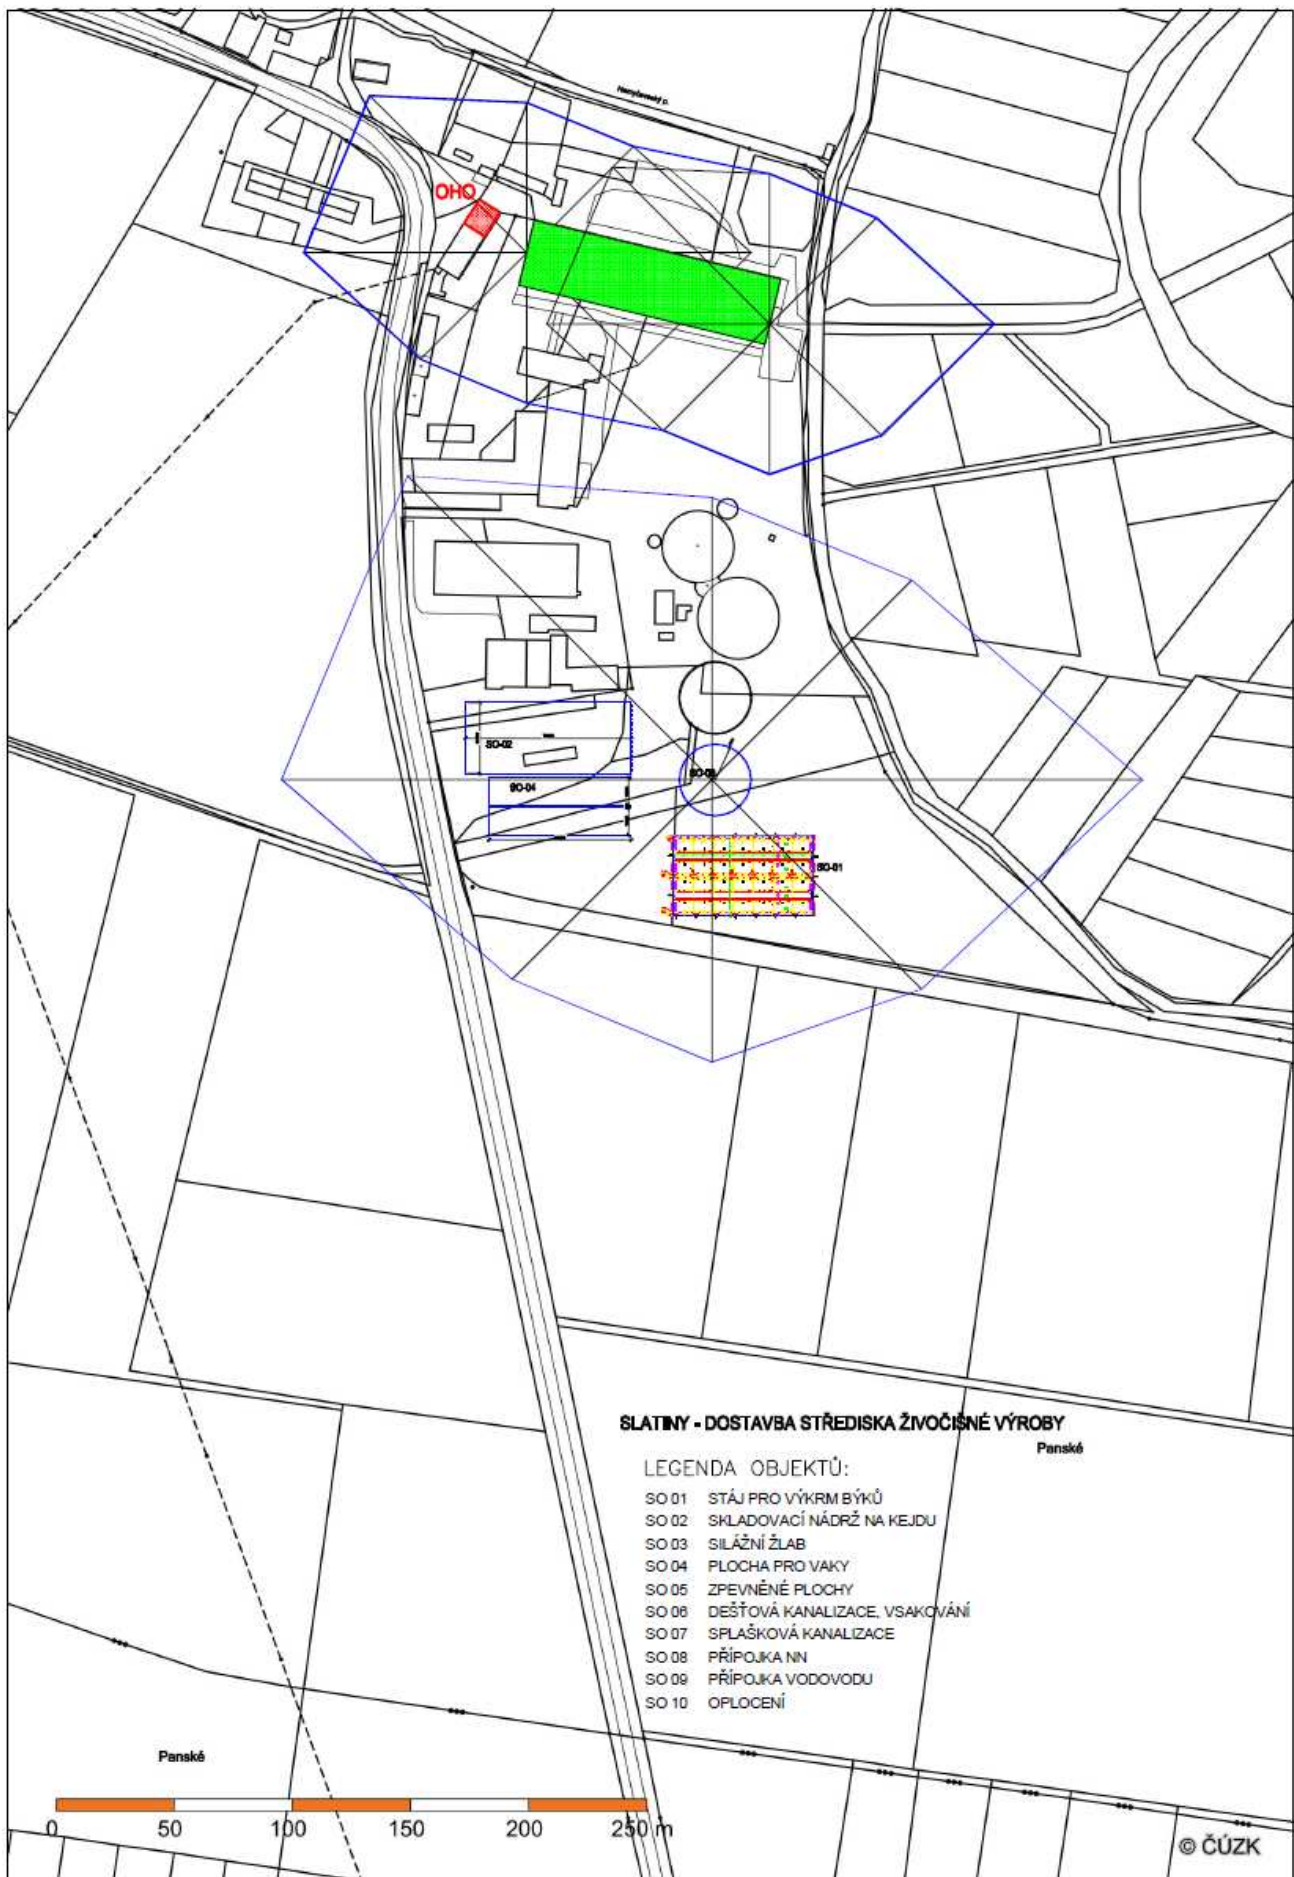 OHO
SO-02
SO-04
SO-01
SLATINY - DOSTAVBA STŘEDISKA ŽIVOČIŠNÉ VÝROBY
Panské
LEGENDA OBJEKTŮ:
SO 01 STÁJ PRO VÝKRM BÝKŮ
SO 02 SKLADOVACÍ NÁDRŽ NA KEJDU
SO 03 SILÁŽNÍ ŽLAB
SO 04 PLOCHA PRO VAKY
SO 05 ZPEVNĚNÉ PLOCHY
SO 06 DEŠŤOVÁ KANALIZACE, VSAKOVÁNÍ
SO 07 SPLAŠKOVÁ KANALIZACE
SO 08 PŘÍPOJKA NN
SO 09 PŘÍPOJKA VODOVODU
SO 10 OPLOCENÍ
Panské
0 50 100 150 200 250 m
© ČÚZK